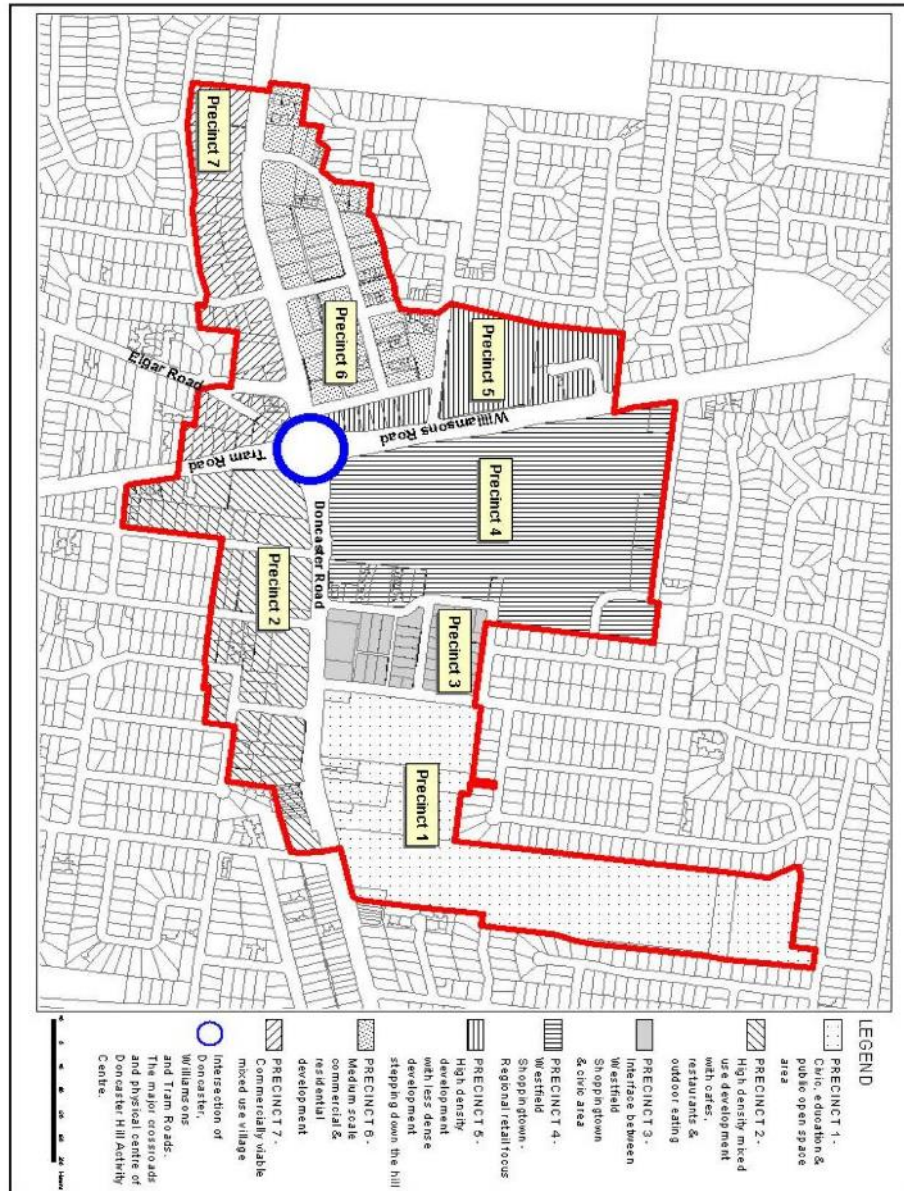 Precinct 7
Precinct 6
Precinct 5
Elgar Road
Williamsons Road
Tram Road
Precinct 4
Doncaster Road
Precinct 2
Precinct 3
Precinct 1
LEGEND
PRECINCT 1 -
Civic, education &
public open space
area
PRECINCT 2 -
High density mixed
use development
with cafes,
restaurants &
outdoor eating
PRECINCT 3 -
Interface between
Westfield
Shoppingtown
& civic area
PRECINCT 4 -
Westfield
Shoppingtown -
Regional retail focus
PRECINCT 5 -
High density
development
with less dense
development
stepping down the hill
PRECINCT 6 -
Medium scale
commercial &
residential
development
PRECINCT 7 -
Commercially viable
mixed use village
Intersection of
Doncaster,
Williamsons
and Tram Roads.
The major crossroads
and physical centre of
Doncaster Hill Activity
Centre.